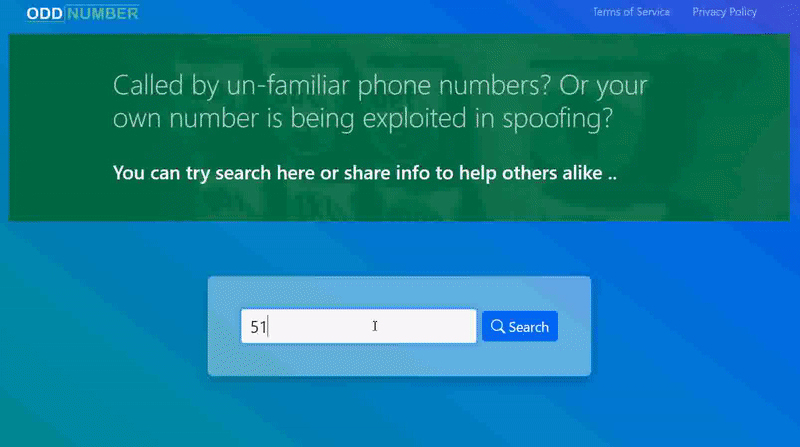 ODD NUMBER
Terms of Service Privacy Policy
Called by un-familiar phone numbers? Or your
own number is being exploited in spoofing?
You can try search here or share info to help others alike ..
51
Search